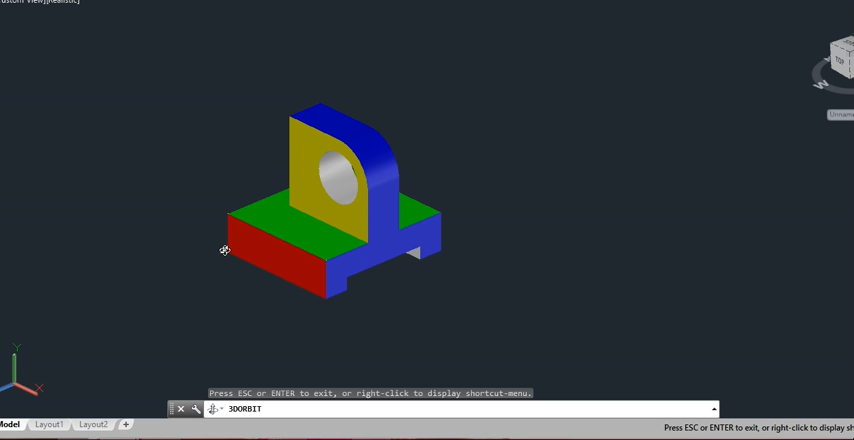 ustom View][Realistic]
TOP
W
Unname
Y
X
Press ESC or ENTER to exit, or right-click to display shortcut-menu.
3DORBIT
Model Layout1 Layout2 +
Press ESC or ENTER to exit, or right-click to display sh